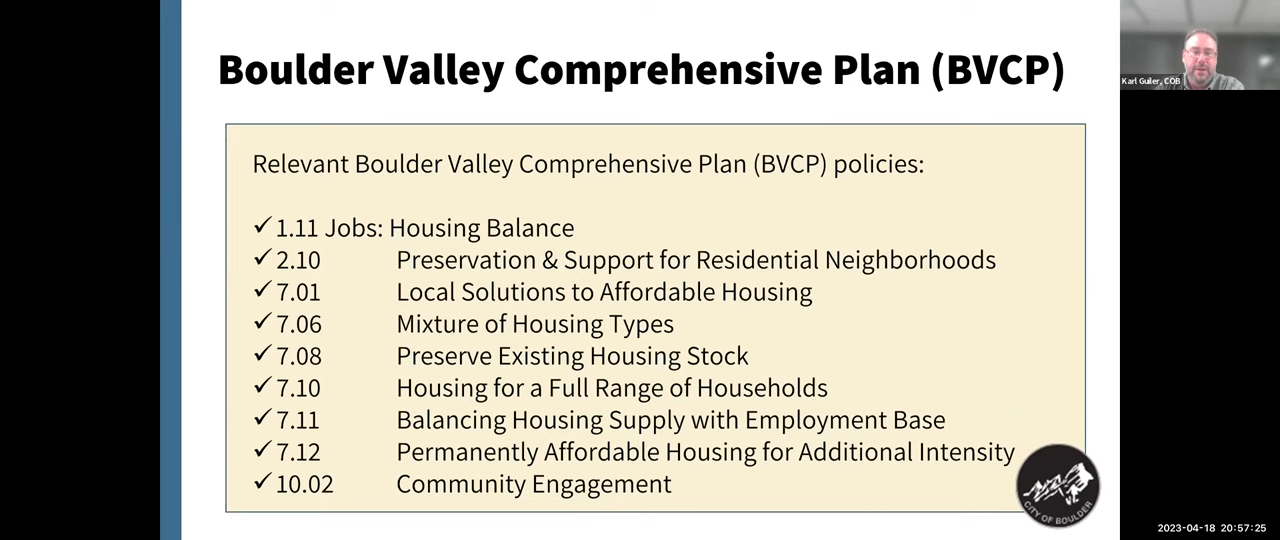 Boulder Valley Comprehensive Plan (BVCP)
Karl Guiler, COB
Relevant Boulder Valley Comprehensive Plan (BVCP) policies:
✓ 1.11 Jobs: Housing Balance
✓ 2.10 Preservation & Support for Residential Neighborhoods
✓ 7.01 Local Solutions to Affordable Housing
✓ 7.06 Mixture of Housing Types
✓ 7.08 Preserve Existing Housing Stock
✓ 7.10 Housing for a Full Range of Households
✓ 7.11 Balancing Housing Supply with Employment Base
✓ 7.12 Permanently Affordable Housing for Additional Intensity
✓ 10.02 Community Engagement
CITY OF BOULDER
2023-04-18 20:57:25